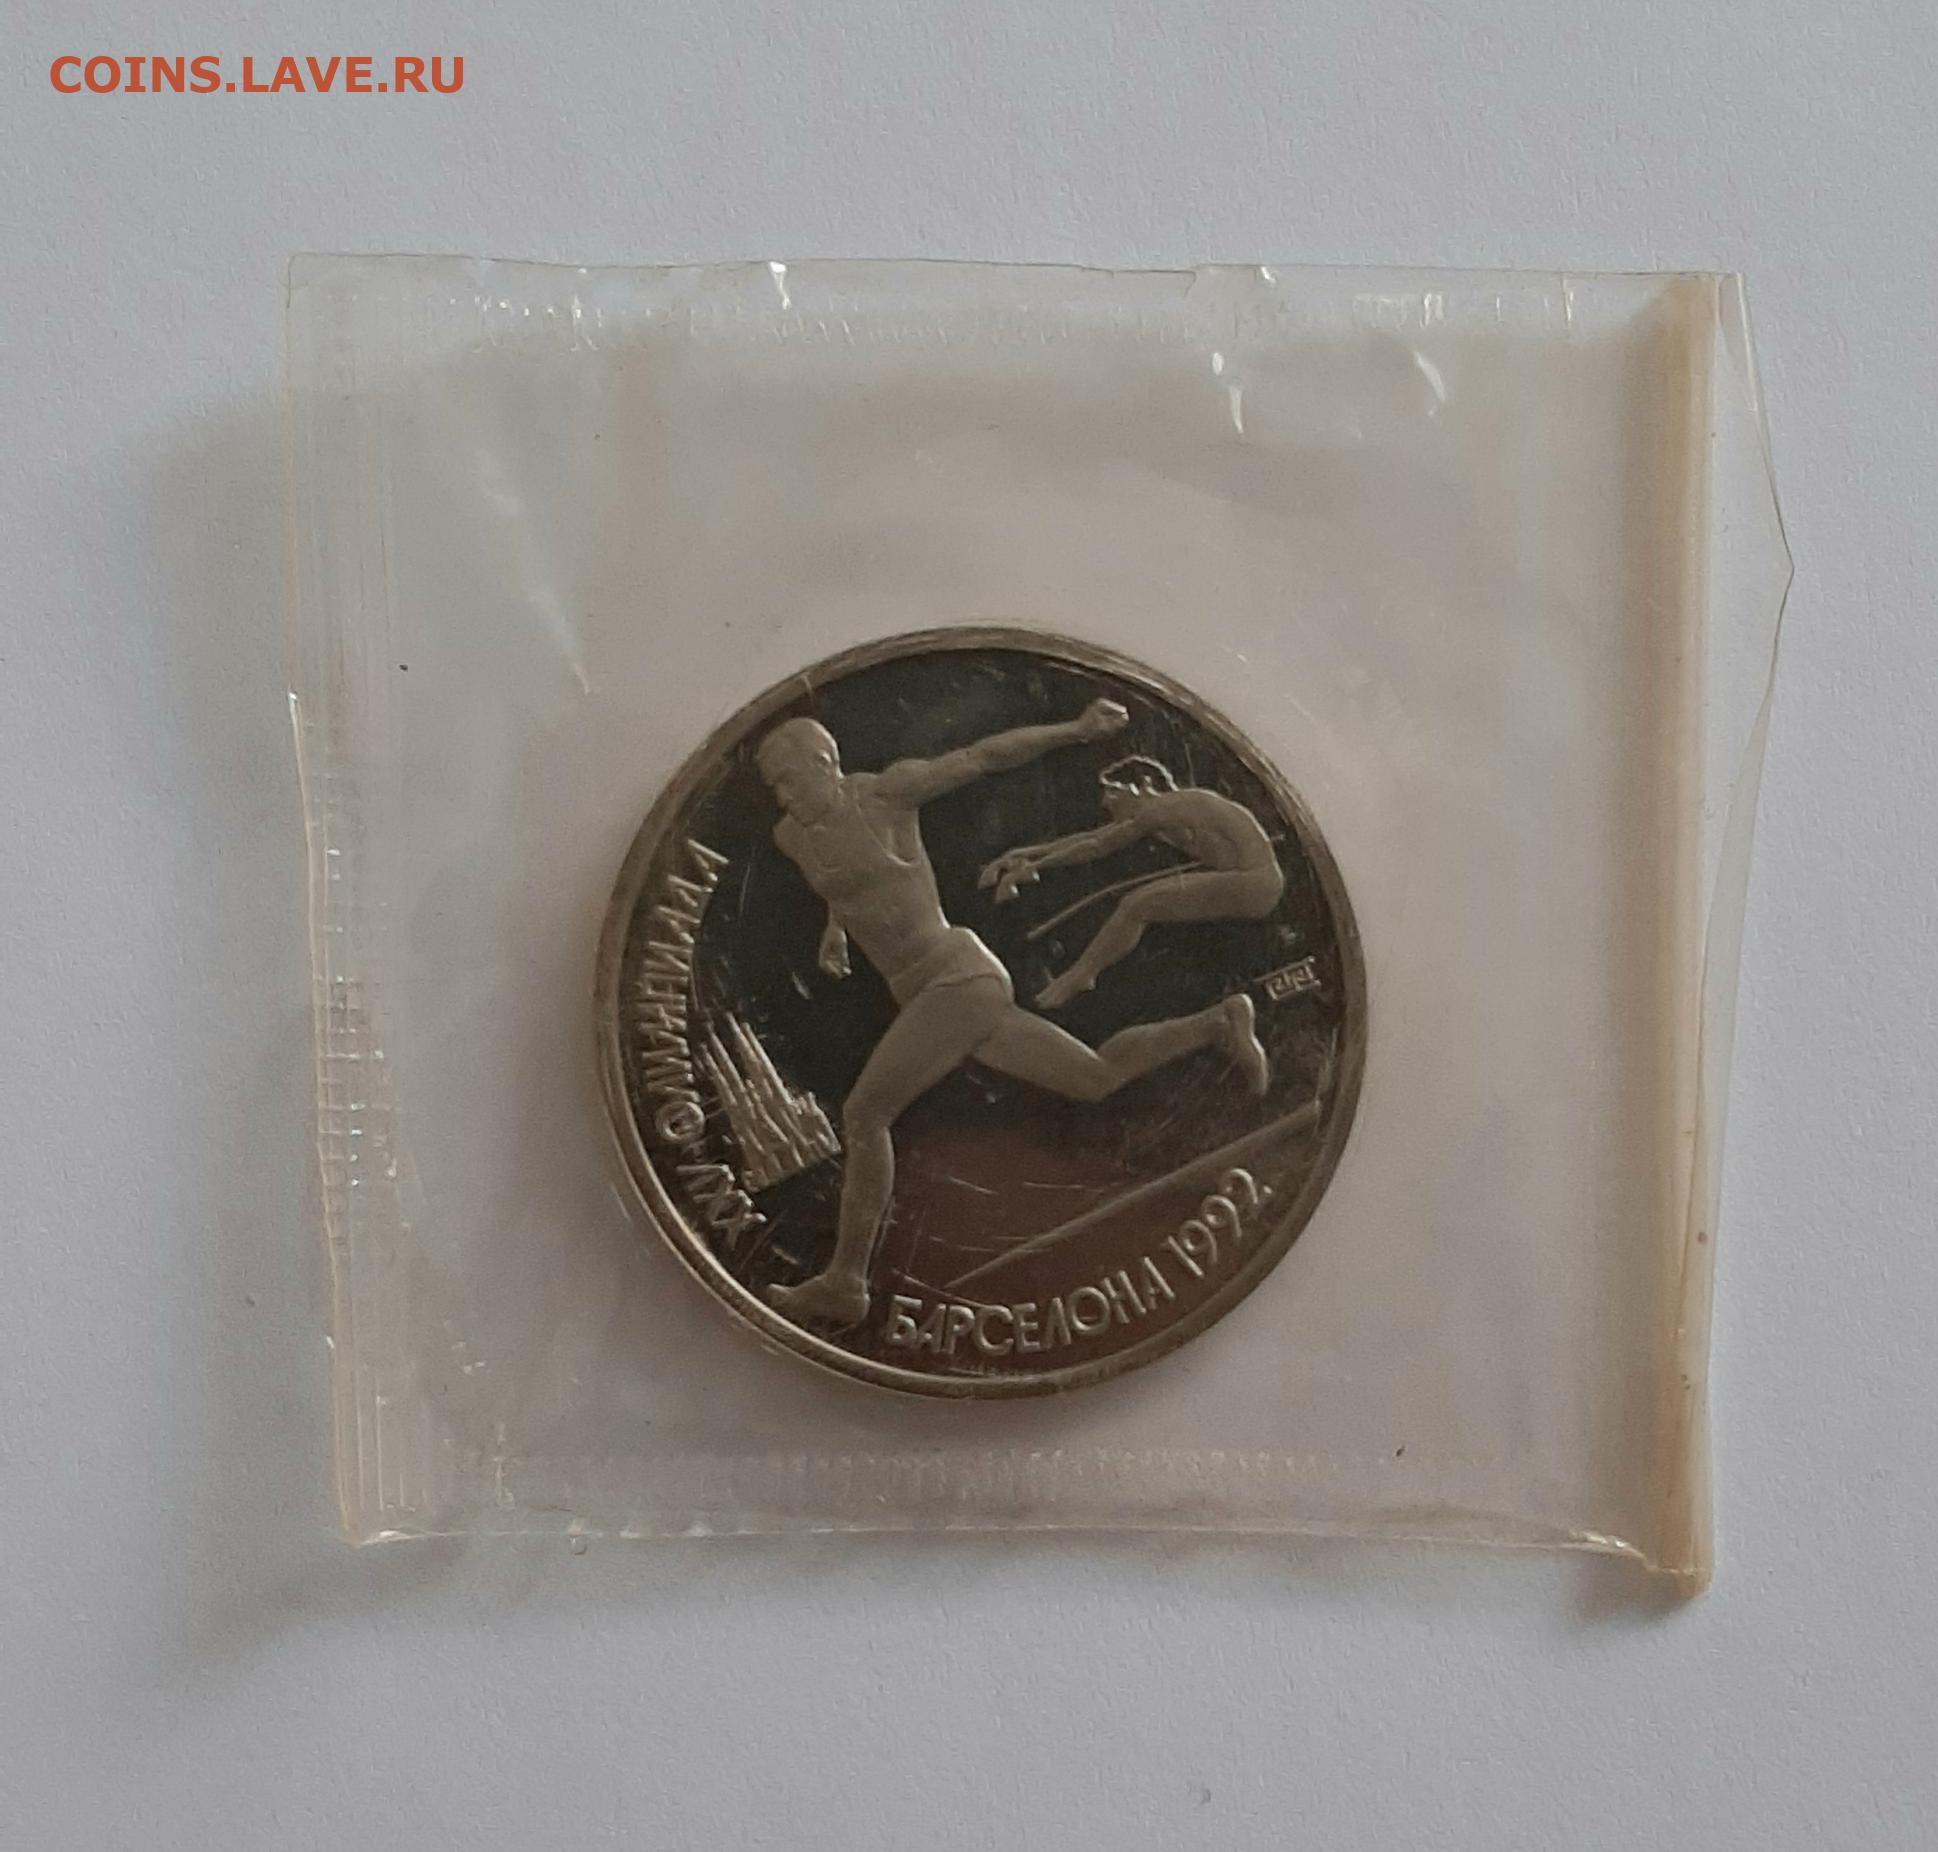 COINS.LAVE.RU
XXV ОЛИМПИАДА
БАРСЕЛОНА 1992.